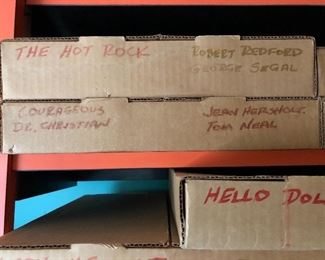 THE HOT ROCK
ROBERT REDFORD
GEORGE SEGAL
COURAGEOUS
DR. CHRISTIAN
JEAN HERSHOLT
TOM NEAL
HELLO DOL